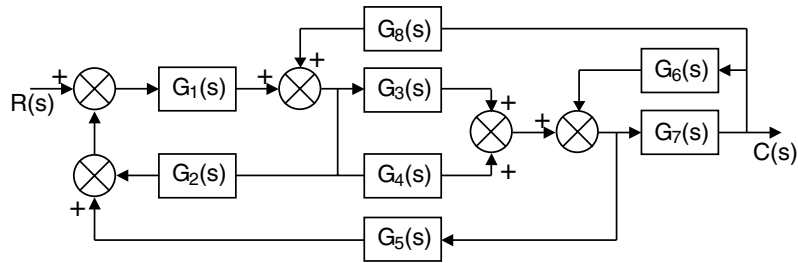 G8(s)
+
+
G6(s)
+
G1(s)
+
G3(s)
+
R(s)
+
G7(s)
C(s)
G2(s)
G4(s)
+
+
G5(s)